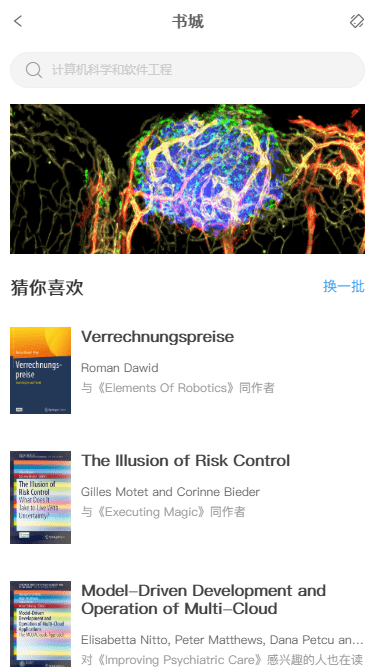 书城
计算机科学和软件工程
猜你喜欢
换一批
Verrechnungs-
preise
Verrechnungspreise
Roman Dawid
与《Elements Of Robotics》同作者
The Illusion of
Risk Control
What Does It
Take to Live With
Uncertainty?
The Illusion of Risk Control
Gilles Motet and Corinne Bieder
与《Executing Magic》同作者
Model-Driven
Development and
Operation of Multi-Cloud
Applications
Model-Driven Development and
Operation of Multi-Cloud
Elisabetta Nitto, Peter Matthews, Dana Petcu an...
对《Improving Psychiatric Care》感兴趣的人也在读